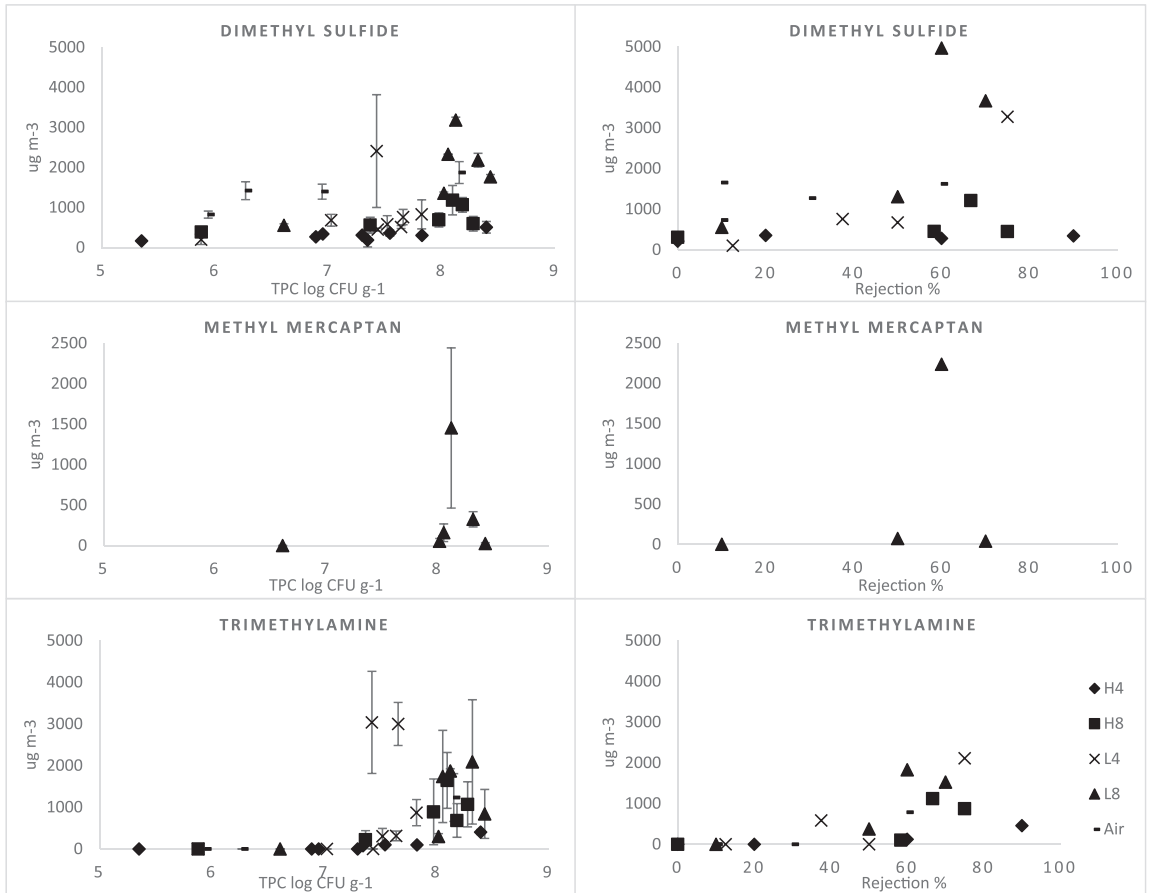 DIMETHYL SULFIDE
5000
4000
3000
2000
1000
0
ug m-3
5 6 7 8 9
TPC log CFU g-1
DIMETHYL SULFIDE
5000
4000
3000
2000
1000
0
ug m-3
0 20 40 60 80 100
Rejection %
METHYL MERCAPTAN
2500
2000
1500
1000
500
0
ug m-3
5 6 7 8 9
TPC log CFU g-1
METHYL MERCAPTAN
2500
2000
1500
1000
500
0
ug m-3
0 20 40 60 80 100
Rejection %
TRIMETHYLAMINE
5000
4000
3000
2000
1000
0
ug m-3
5 6 7 8 9
TPC log CFU g-1
TRIMETHYLAMINE
5000
4000
3000
2000
1000
0
ug m-3
0 20 40 60 80 100
Rejection %
H4
H8
L4
L8
Air